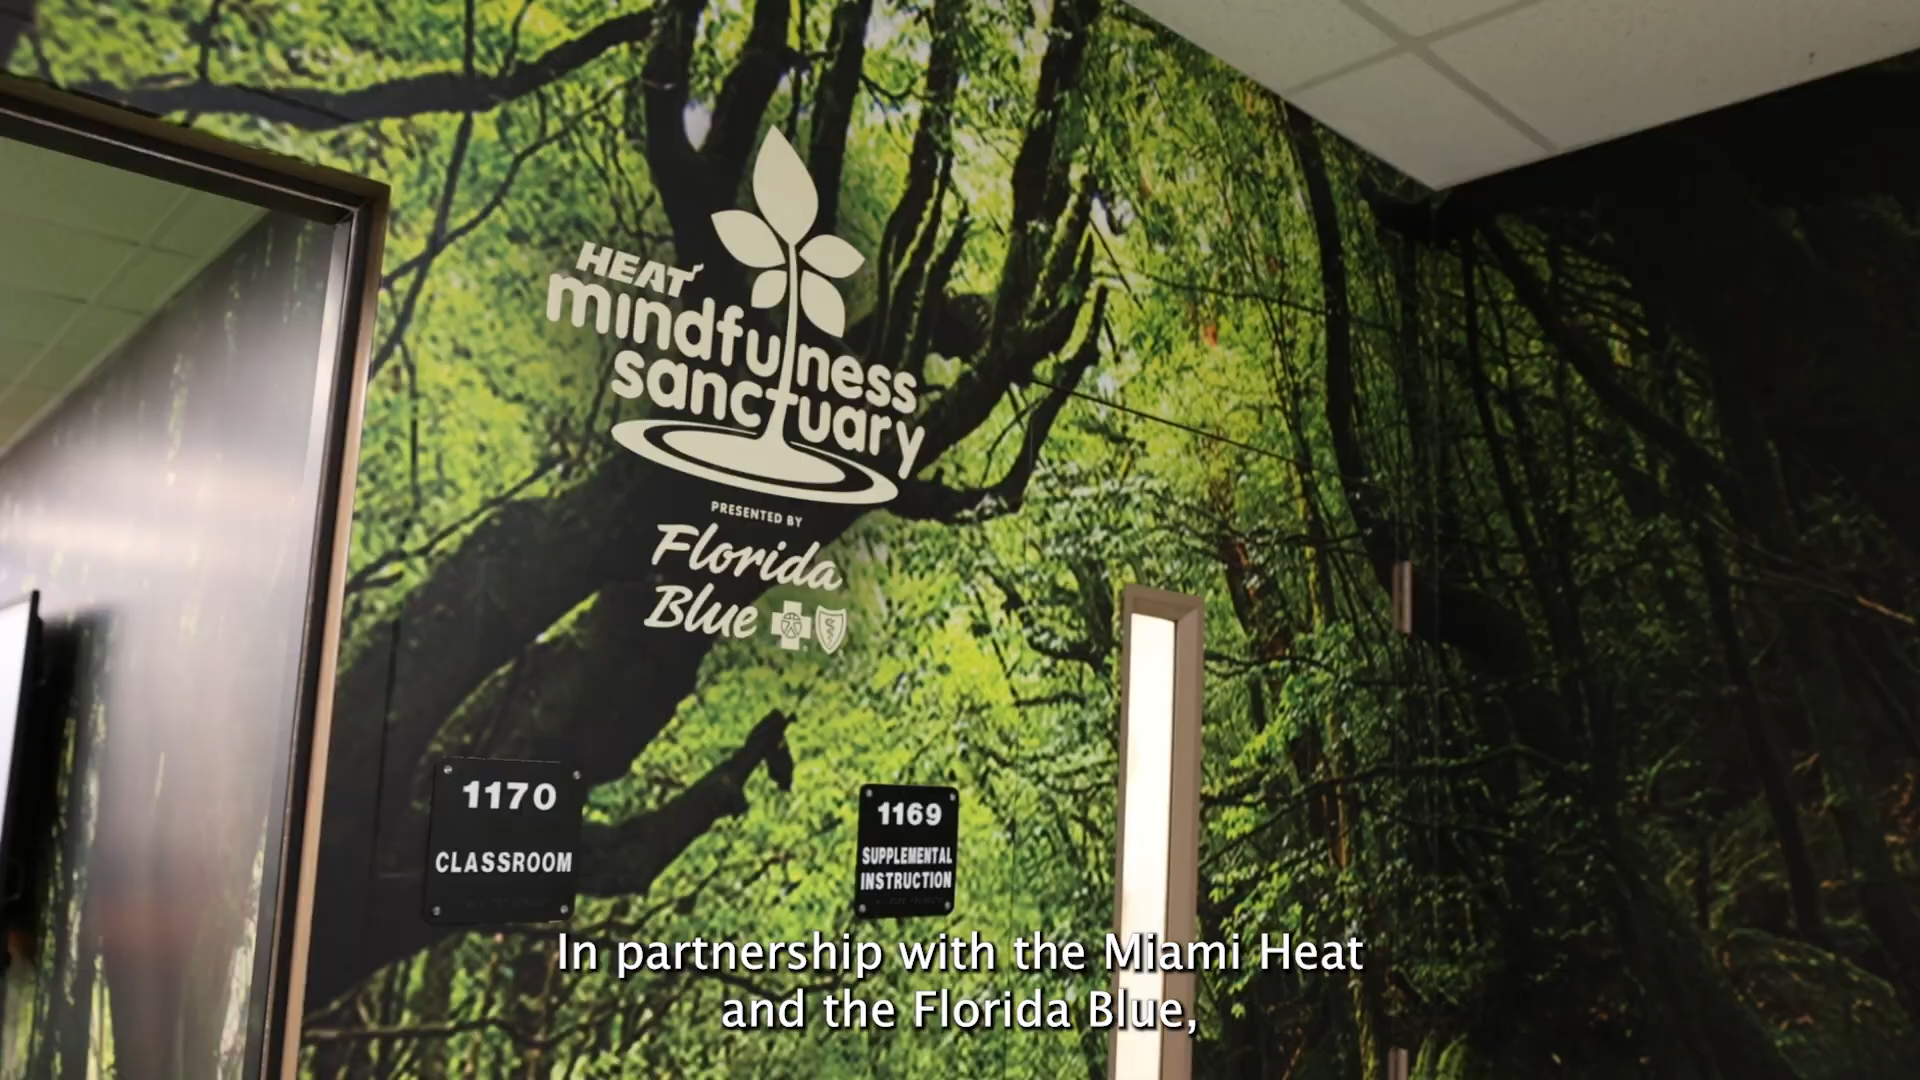 HEAT
mindfulness
sanctuary
PRESENTED BY
Florida
Blue
1170
CLASSROOM
1169
SUPPLEMENTAL
INSTRUCTION
In partnership with the Miami Heat
and the Florida Blue,